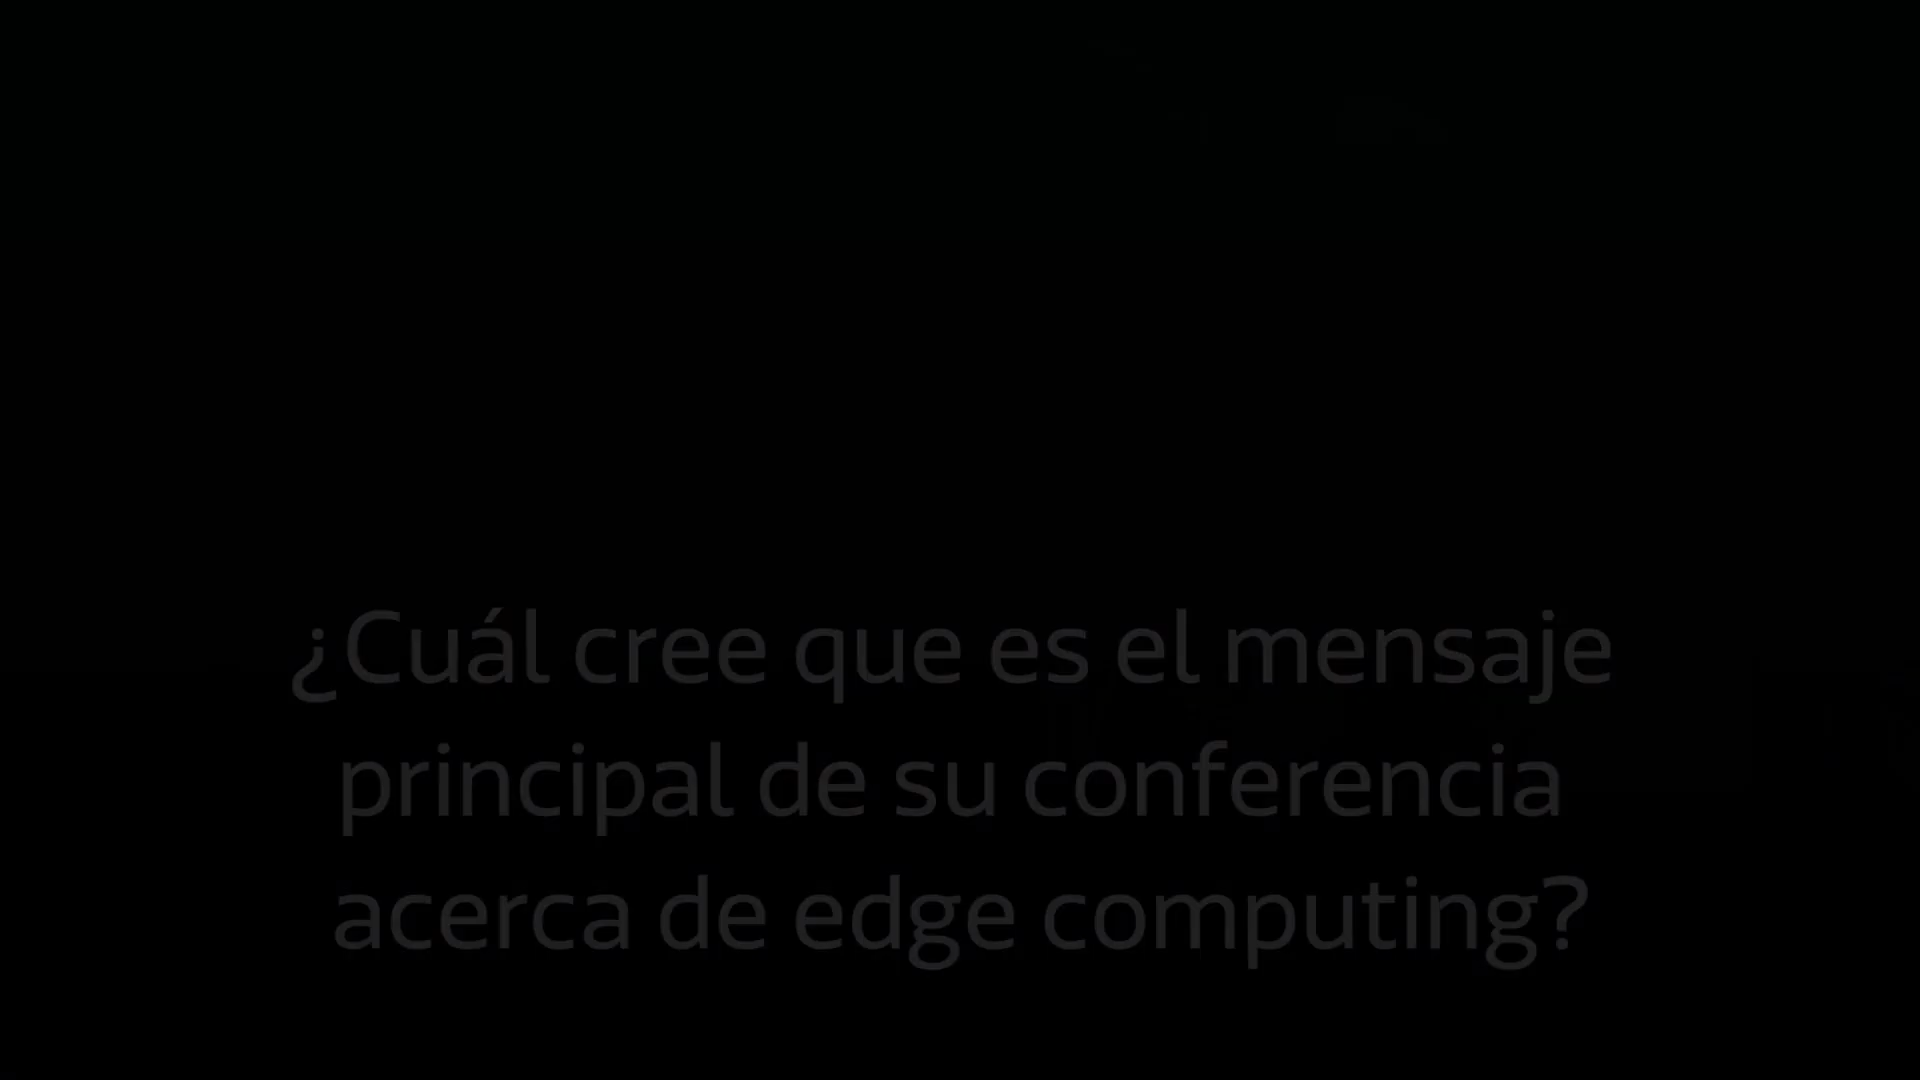 ¿Cuál cree que es el mensaje
principal de su conferencia
acerca de edge computing?